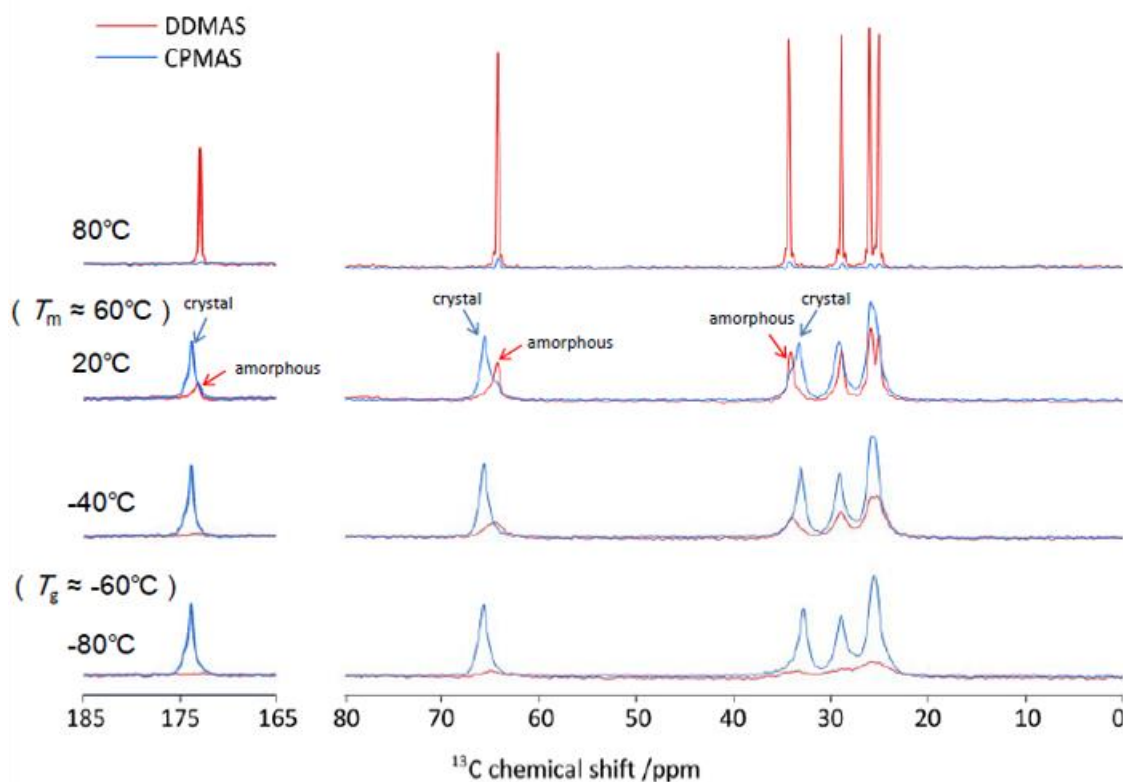 DDMAS
CPMAS
80℃
( Tm ≈ 60℃ )
crystal
amorphous
crystal
amorphous
amorphous
crystal
20℃
-40℃
( Tg ≈ -60℃ )
-80℃
185 175 165 80 70 60 50 40 30 20 10 0
13C chemical shift /ppm